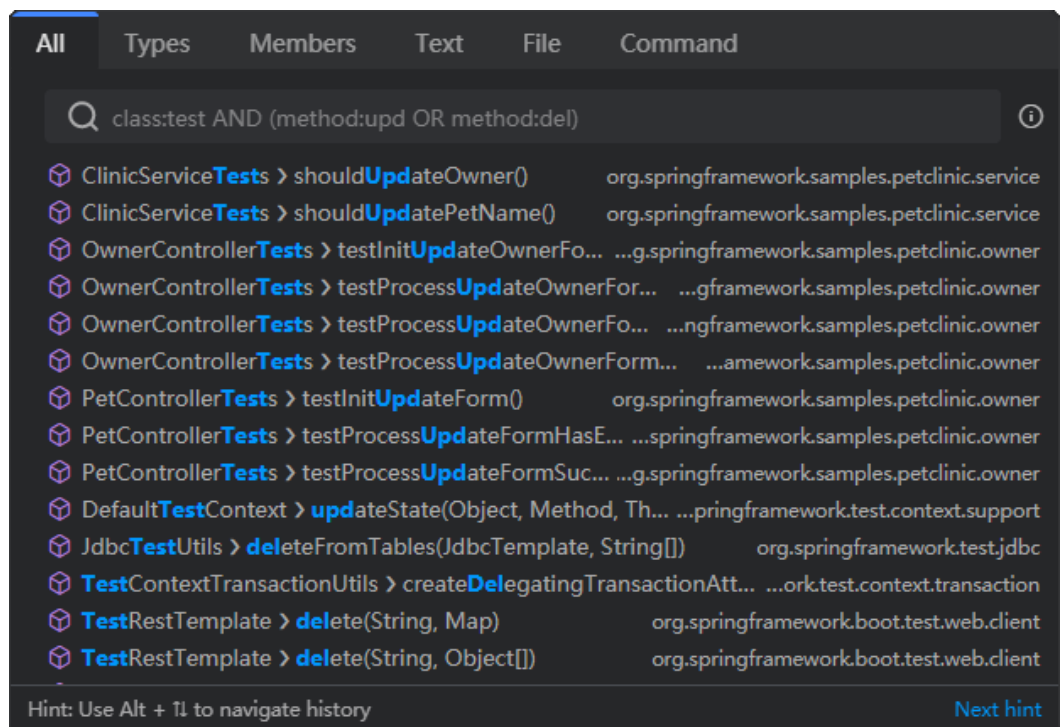 All Types Members Text File Command
class:test AND (method:upd OR method:del)
ClinicServiceTests > shouldUpdateOwner() org.springframework.samples.petclinic.service
ClinicServiceTests > shouldUpdatePetName() org.springframework.samples.petclinic.service
OwnerControllerTests > testInitUpdateOwnerFo... ...g.springframework.samples.petclinic.owner
OwnerControllerTests > testProcessUpdateOwnerFor... ...gframework.samples.petclinic.owner
OwnerControllerTests > testProcessUpdateOwnerFo... ...ngframework.samples.petclinic.owner
OwnerControllerTests > testProcessUpdateOwnerForm... ...amework.samples.petclinic.owner
PetControllerTests > testInitUpdateForm() org.springframework.samples.petclinic.owner
PetControllerTests > testProcessUpdateFormHasE... ...springframework.samples.petclinic.owner
PetControllerTests > testProcessUpdateFormSuc... ...g.springframework.samples.petclinic.owner
DefaultTestContext > updateState(Object, Method, Th... ...pringframework.test.context.support
JdbcTestUtils > deleteFromTables(JdbcTemplate, String[]) org.springframework.test.jdbc
TestContextTransactionUtils > createDelegatingTransactionAtt... ...ork.test.context.transaction
TestRestTemplate > delete(String, Map) org.springframework.boot.test.web.client
TestRestTemplate > delete(String, Object[]) org.springframework.boot.test.web.client
Hint: Use Alt + ↑↓ to navigate history Next hint